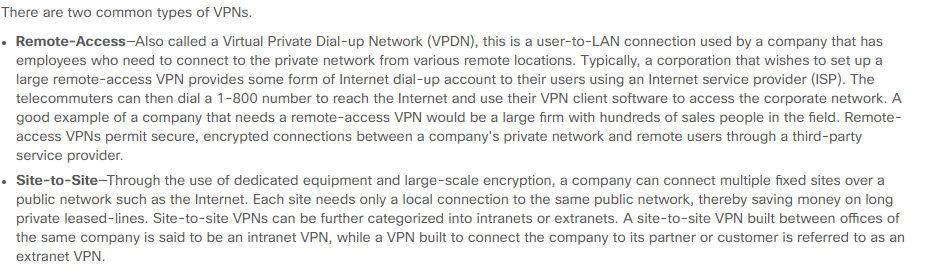 There are two common types of VPNs.
• Remote-Access—Also called a Virtual Private Dial-up Network (VPDN), this is a user-to-LAN connection used by a company that has
employees who need to connect to the private network from various remote locations. Typically, a corporation that wishes to set up a
large remote-access VPN provides some form of Internet dial-up account to their users using an Internet service provider (ISP). The
telecommuters can then dial a 1-800 number to reach the Internet and use their VPN client software to access the corporate network. A
good example of a company that needs a remote-access VPN would be a large firm with hundreds of sales people in the field. Remote-
access VPNs permit secure, encrypted connections between a company's private network and remote users through a third-party
service provider.
• Site-to-Site—Through the use of dedicated equipment and large-scale encryption, a company can connect multiple fixed sites over a
public network such as the Internet. Each site needs only a local connection to the same public network, thereby saving money on long
private leased-lines. Site-to-site VPNs can be further categorized into intranets or extranets. A site-to-site VPN built between offices of
the same company is said to be an intranet VPN, while a VPN built to connect the company to its partner or customer is referred to as an
extranet VPN.